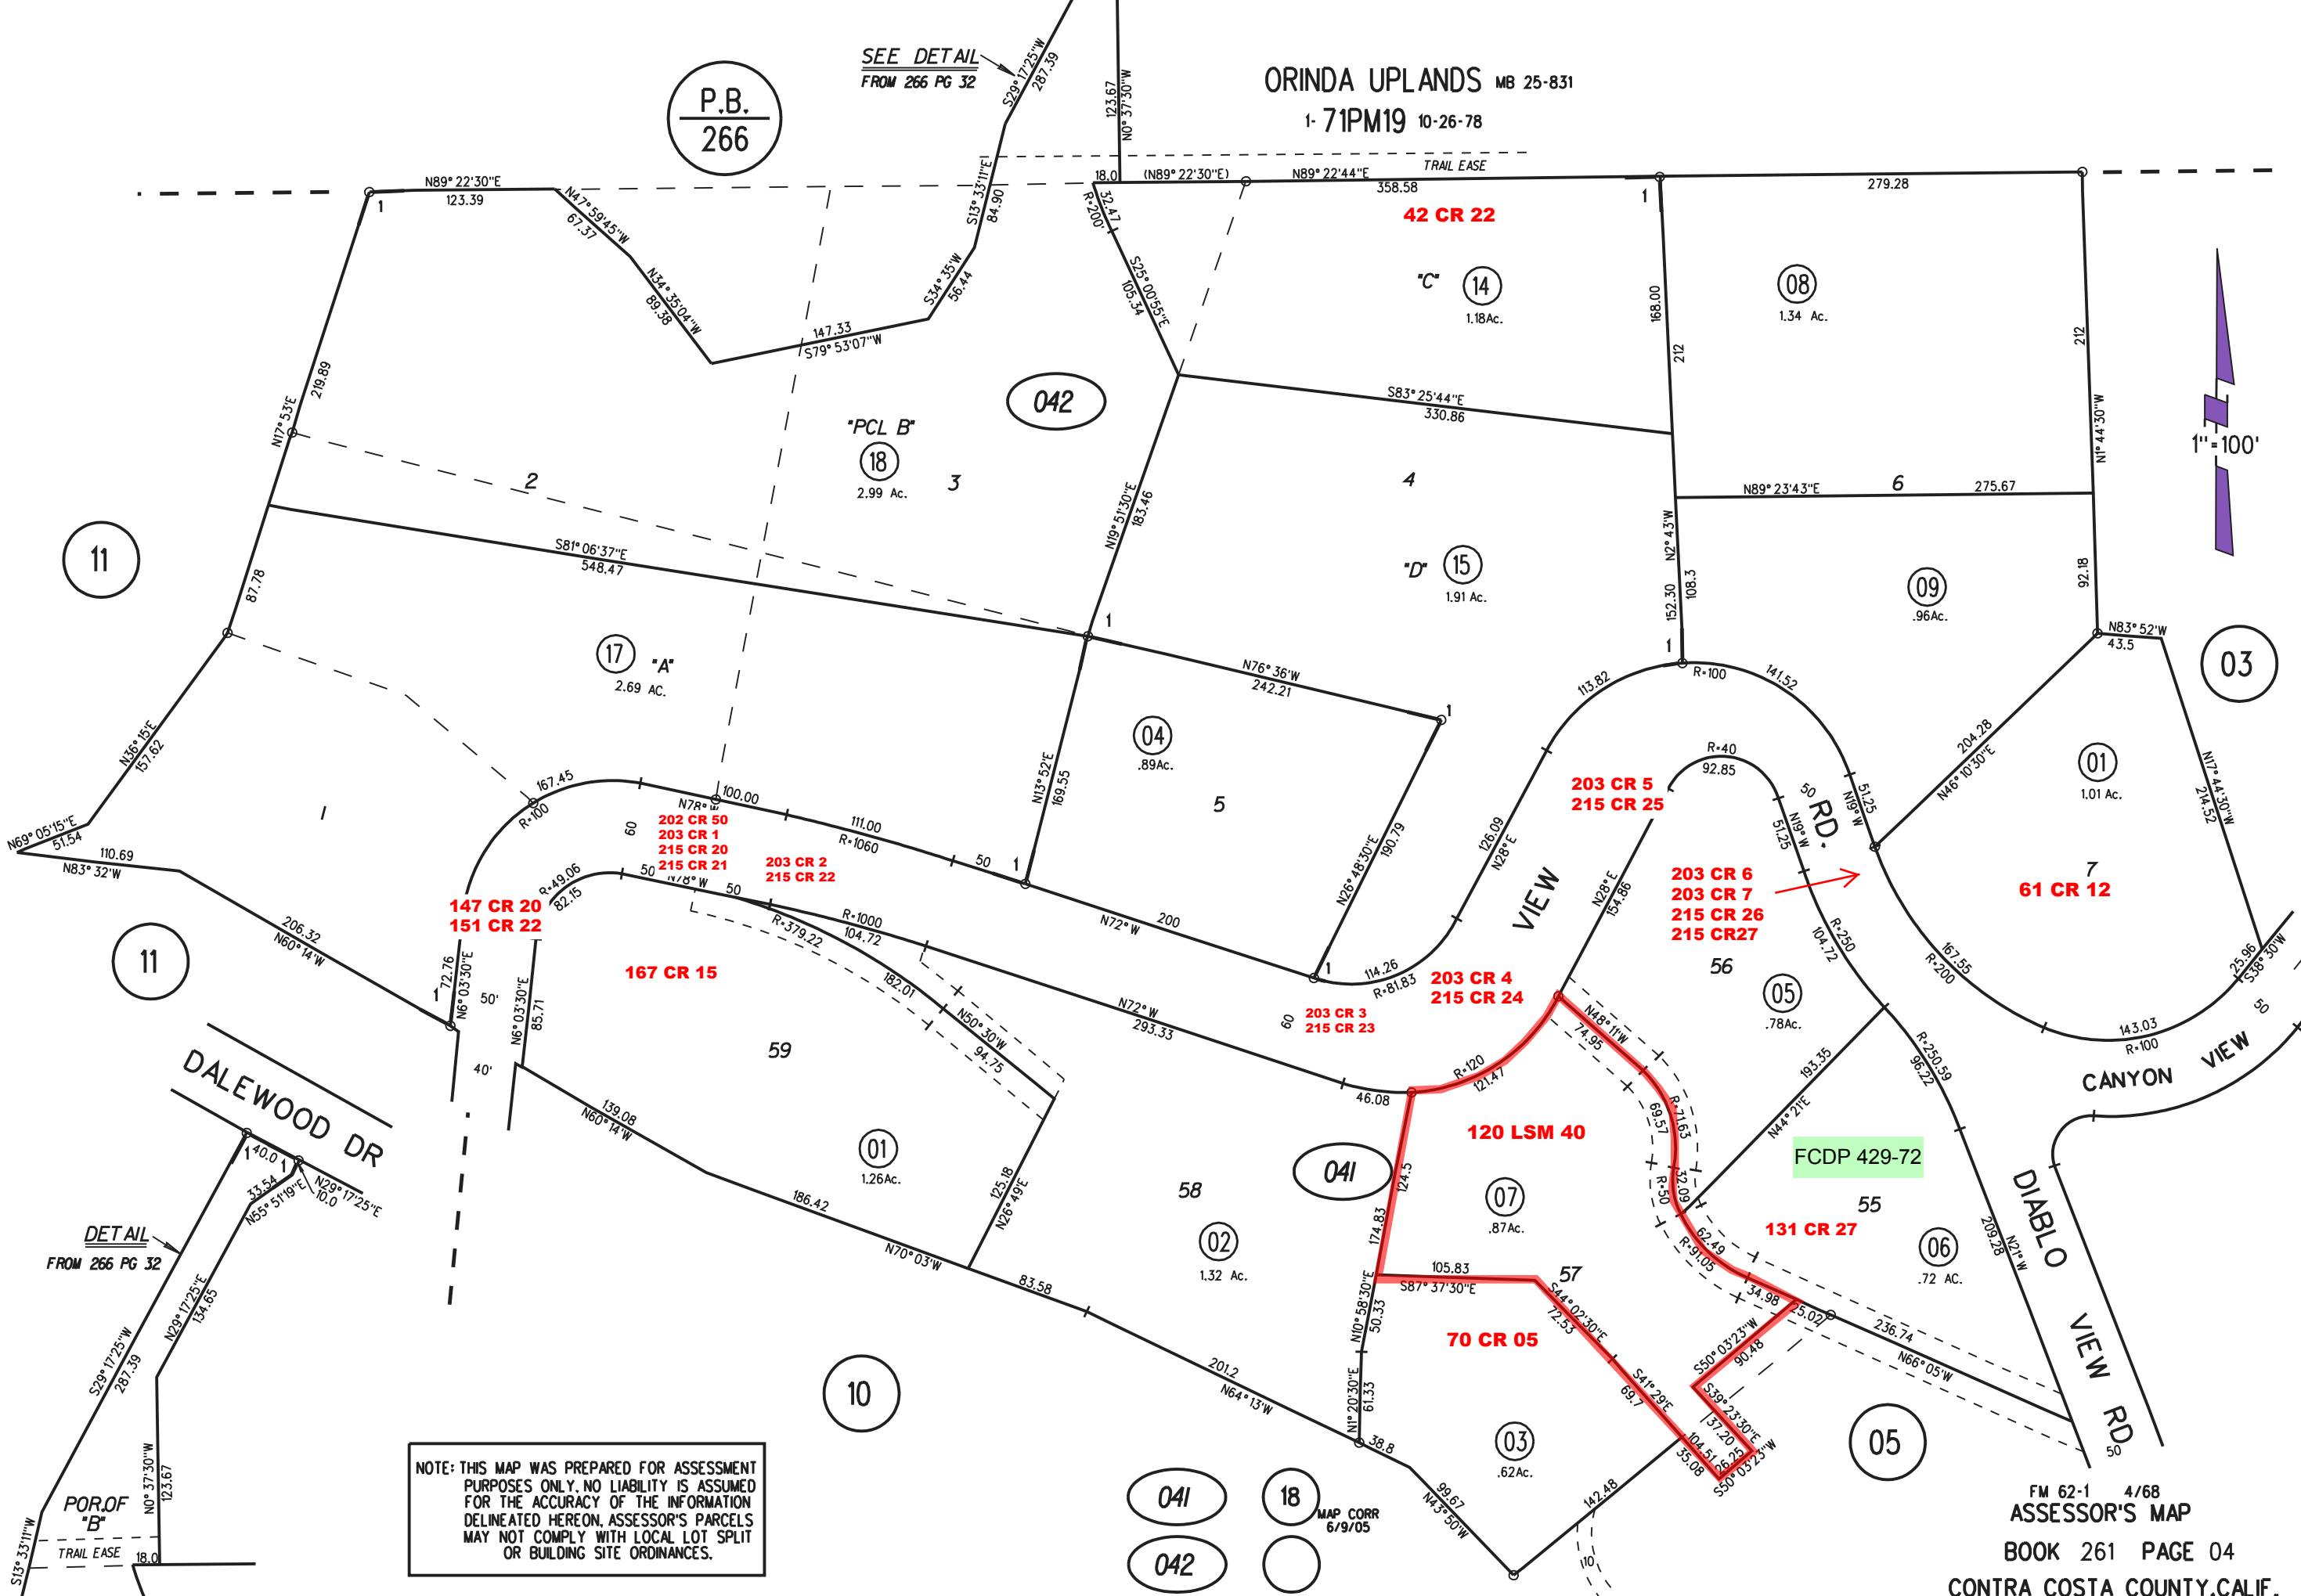 SEE DETAIL
FROM 266 PG 32
P.B.
266
ORINDA UPLANDS MB 25-831
1- 71PM19 10-26-78
S29°17'25"W
287.39
123.67
N0°37'30"W
TRAIL EASE
N89°22'30"E
123.39
1
N47°59'45"W
67.37
N34°35'04"W
89.38
147.33
S79°53'07"W
S34°35'W
56.44
S13°33'11"E
84.90
18.0
(N89°22'30"E)
N89°22'44"E
358.58
279.28
32.47
R=200'
S25°00'55"E
105.34
42 CR 22
"C"
14
1.18Ac.
1
168.00
212
08
1.34 Ac.
212
N1°44'30"W
1"=100'
219.89
N17°53'E
042
"PCL B"
18
2.99 Ac.
2
3
S83°25'44"E
330.86
4
N89°23'43"E
6
275.67
N19°51'30"E
183.46
11
S81°06'37"E
548.47
87.78
"D"
15
1.91 Ac.
N2°43'W
152.30
108.3
1
09
.96Ac.
92.18
N83°52'W
43.5
03
17
"A"
2.69 AC.
1
N76°36'W
242.21
1
113.82
R=100
141.52
204.28
N46°10'30"E
01
1.01 Ac.
N17°44'30"W
214.52
N36°15'E
157.62
04
.89Ac.
N13°52'E
169.55
5
R=40
92.85
203 CR 5
215 CR 25
50
RD.
51.25
N19°W
51.25
N19°W
167.45
R=100
100.00
N78°W
60
202 CR 50
203 CR 1
215 CR 20
215 CR 21
111.00
R=1060
203 CR 2
215 CR 22
50
1
1
N26°48'30"E
190.79
126.09
N28°E
VIEW
N28°E
154.86
203 CR 6
203 CR 7
215 CR 26
215 CR27
7
61 CR 12
N69°05'15"E
51.54
110.69
N83°32'W
R=49.06
82.15
50
N78°W
50
147 CR 20
151 CR 22
R=1000
104.72
N72°W
200
1
114.26
R=81.83
R=250
104.72
167.55
R=200
25.96
S38°30'W
206.32
N60°14'W
11
72.76
N6°03'30"E
1
50'
N6°03'30"E
85.71
40'
167 CR 15
R=379.22
182.01
N50°30'W
94.75
N72°W
293.33
60
203 CR 3
215 CR 23
203 CR 4
215 CR 24
56
05
.78Ac.
N48°11'W
74.95
143.03
R=100
50
CANYON VIEW
DALEWOOD DR
59
R=120
121.47
46.08
R=71.63
69.57
193.35
N44°21'E
R=250.59
96.22
120 LSM 40
FCDP 429-72
139.08
N60°14'W
01
1.26Ac.
125.18
N26°49'E
58
041
124.5
174.83
07
.87Ac.
32.09
R=50
55
131 CR 27
06
.72 AC.
209.28
N21°W
DIABLO VIEW RD
50
1
40.0
1
33.54
N55°51'19"E
N29°17'25"E
10.0
DETAIL
FROM 266 PG 32
186.42
N70°03'W
83.58
02
1.32 Ac.
105.83
S87°37'30"E
57
62.49
R=91.05
34.98
25.02
236.74
N66°05'W
N29°17'25"E
134.65
S29°17'25"W
287.39
N10°58'30"E
50.33
70 CR 05
S44°02'30"E
72.53
S50°03'23"W
90.48
10
201.2
N64°13'W
N1°20'30"E
61.33
S41°29'E
69.7
S39°23'30"E
37.20
104.51
35.08
26.25
S50°03'23"W
05
38.8
03
.62Ac.
99.67
N43°50'W
142.48
110
N0°37'30"W
123.67
POR.OF
"B"
TRAIL EASE
18.0
S13°33'11"W
NOTE: THIS MAP WAS PREPARED FOR ASSESSMENT
PURPOSES ONLY. NO LIABILITY IS ASSUMED
FOR THE ACCURACY OF THE INFORMATION
DELINEATED HEREON. ASSESSOR'S PARCELS
MAY NOT COMPLY WITH LOCAL LOT SPLIT
OR BUILDING SITE ORDINANCES.
041
18
MAP CORR
6/9/05
042
FM 62-1 4/68
ASSESSOR'S MAP
BOOK 261 PAGE 04
CONTRA COSTA COUNTY,CALIF.